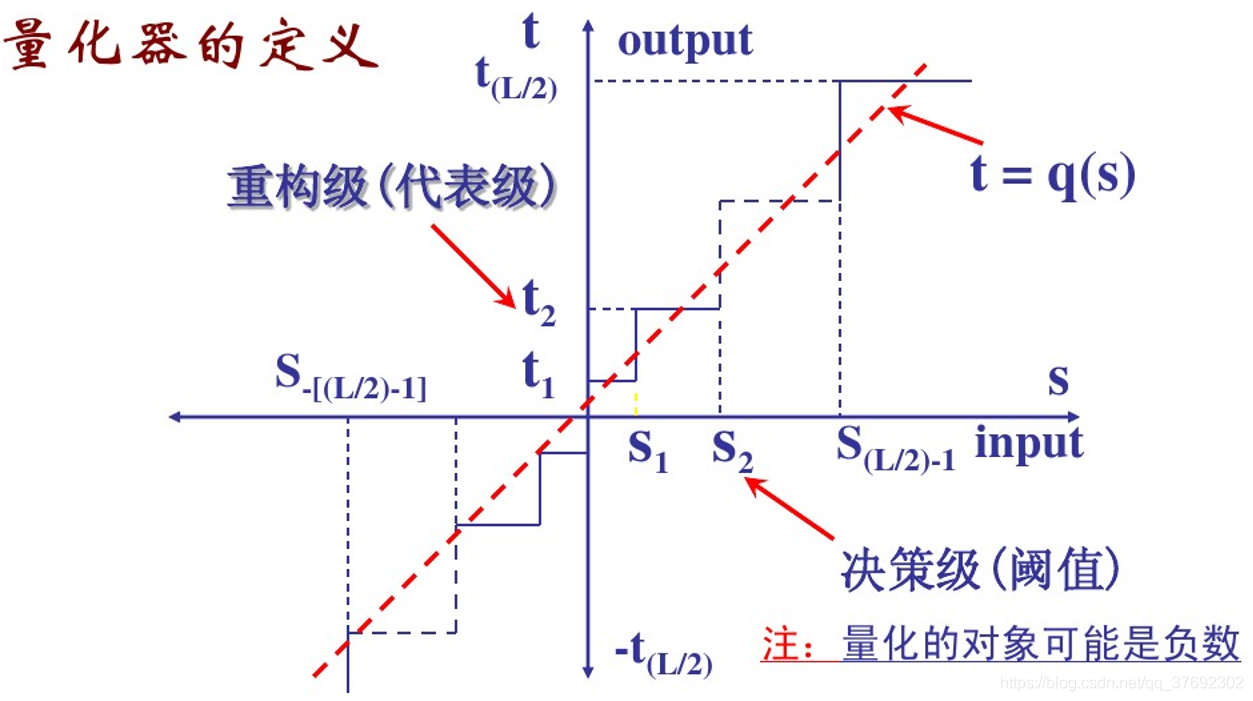 量化器的定义
t
output
t(L/2)
重构级(代表级)
t = q(s)
t2
t1
S-[(L/2)-1]
s
S1
S2
S(L/2)-1
input
决策级(阈值)
-t(L/2)
注： 量化的对象可能是负数
https://blog.csdn.net/qq_37692302